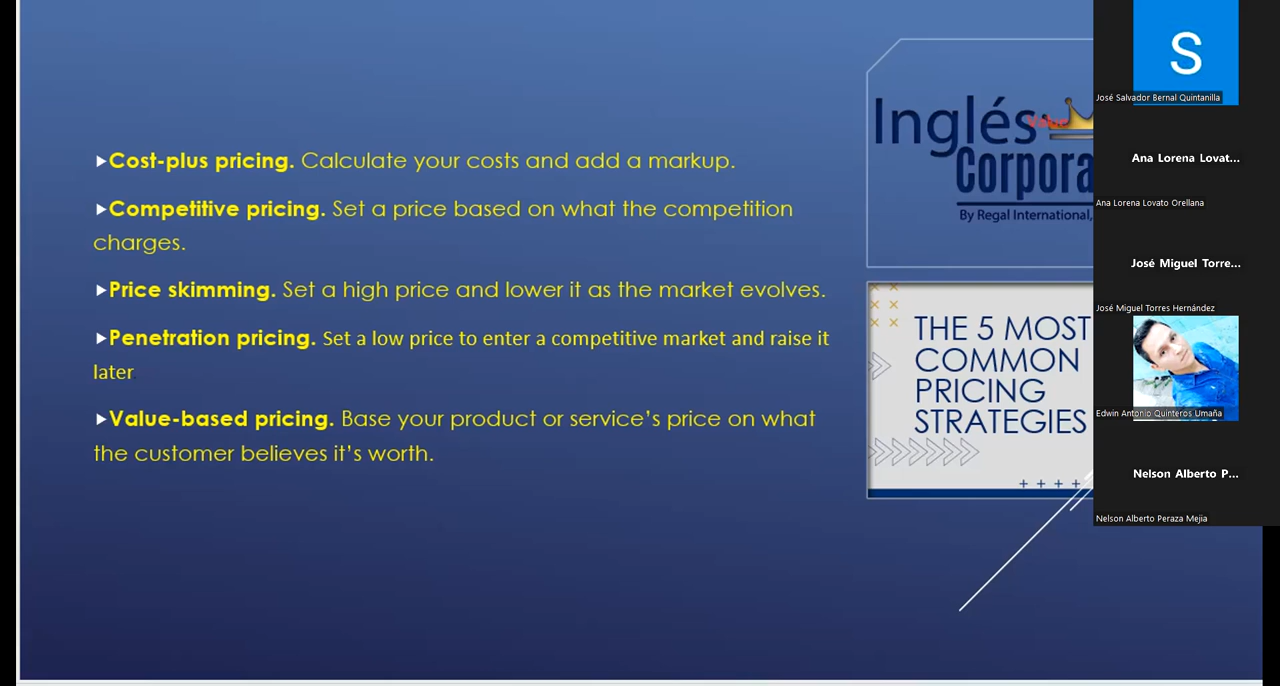 ►Cost-plus pricing. Calculate your costs and add a markup.
►Competitive pricing. Set a price based on what the competition
charges.
►Price skimming. Set a high price and lower it as the market evolves.
►Penetration pricing. Set a low price to enter a competitive market and raise it
later
►Value-based pricing. Base your product or service’s price on what
the customer believes it’s worth.
Inglés
Value
Corpora
By Regal International,
THE 5 MOST
COMMON
PRICING
STRATEGIES
S
José Salvador Bernal Quintanilla
Ana Lorena Lovat...
Ana Lorena Lovato Orellana
José Miguel Torre...
José Miguel Torres Hernández
Edwin Antonio Quinteros Umaña
Nelson Alberto P...
Nelson Alberto Peraza Mejia